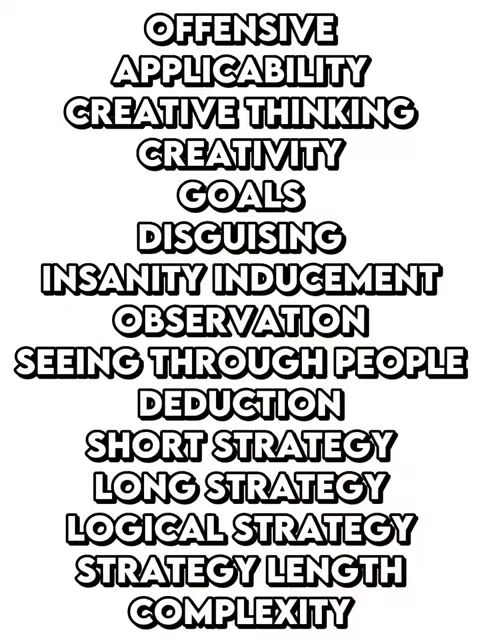 OFFENSIVE
APPLICABILITY
CREATIVE THINKING
CREATIVITY
GOALS
DISGUISING
INSANITY INDUCEMENT
OBSERVATION
SEEING THROUGH PEOPLE
DEDUCTION
SHORT STRATEGY
LONG STRATEGY
LOGICAL STRATEGY
STRATEGY LENGTH
COMPLEXITY